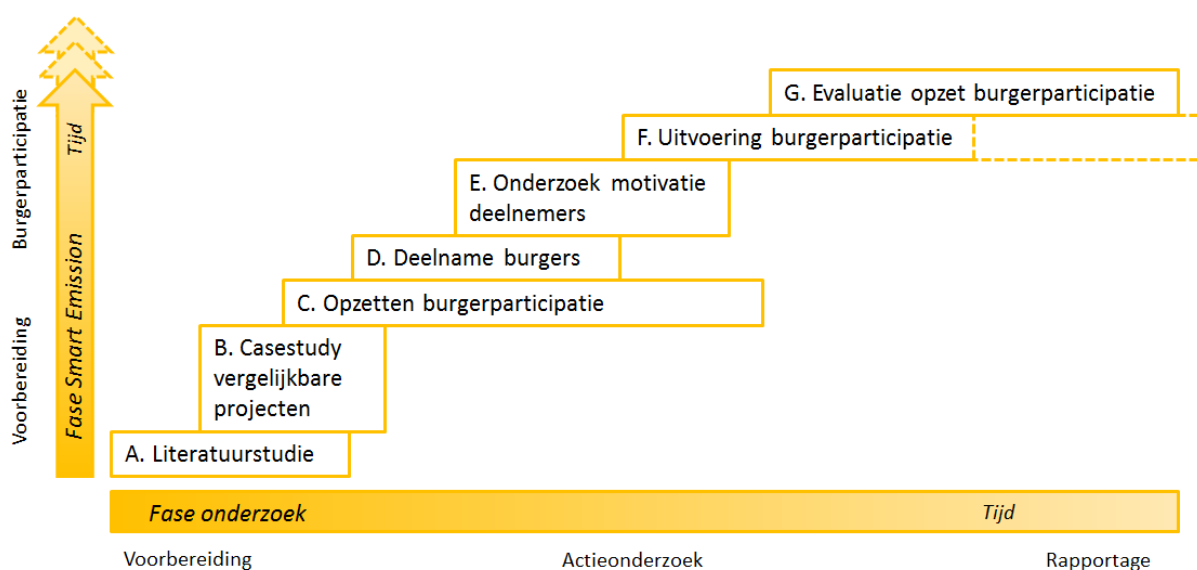 G. Evaluatie opzet burgerparticipatie
F. Uitvoering burgerparticipatie
E. Onderzoek motivatie
deelnemers
D. Deelname burgers
C. Opzetten burgerparticipatie
B. Casestudy
vergelijkbare
projecten
A. Literatuurstudie
Burgerparticipatie
Voorbereiding
Tijd
Fase Smart Emission
Fase onderzoek
Tijd
Voorbereiding
Actieonderzoek
Rapportage